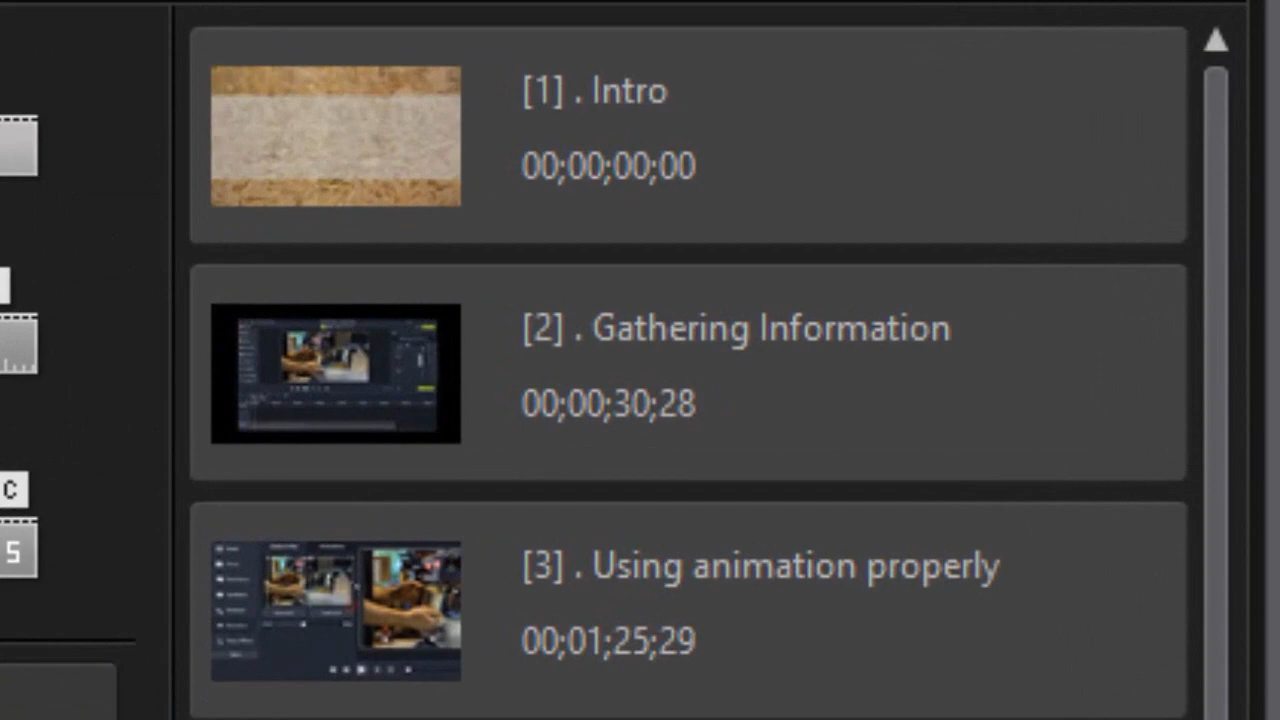 [1] . Intro
00;00;00;00
[2] . Gathering Information
00;00;30;28
C
S
[3] . Using animation properly
00;01;25;29